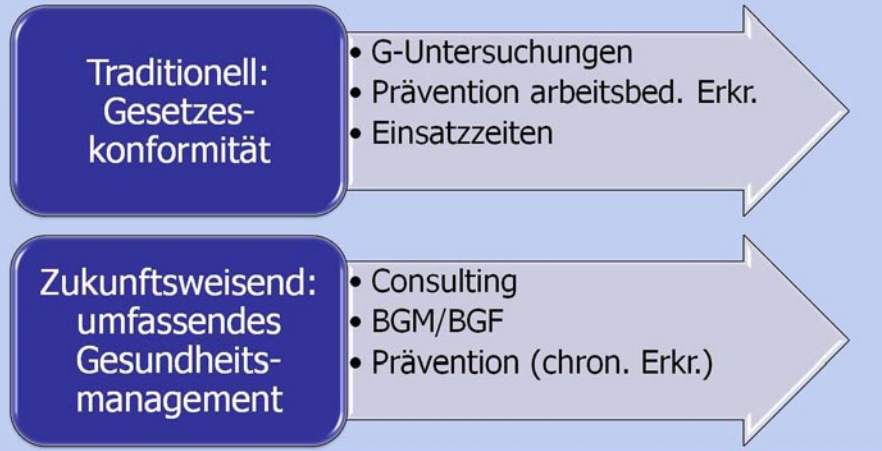 Traditionell:
Gesetzes-
konformität
• G-Untersuchungen
• Prävention arbeitsbed. Erkr.
• Einsatzzeiten
Zukunftsweisend:
umfassendes
Gesundheits-
management
• Consulting
• BGM/BGF
• Prävention (chron. Erkr.)